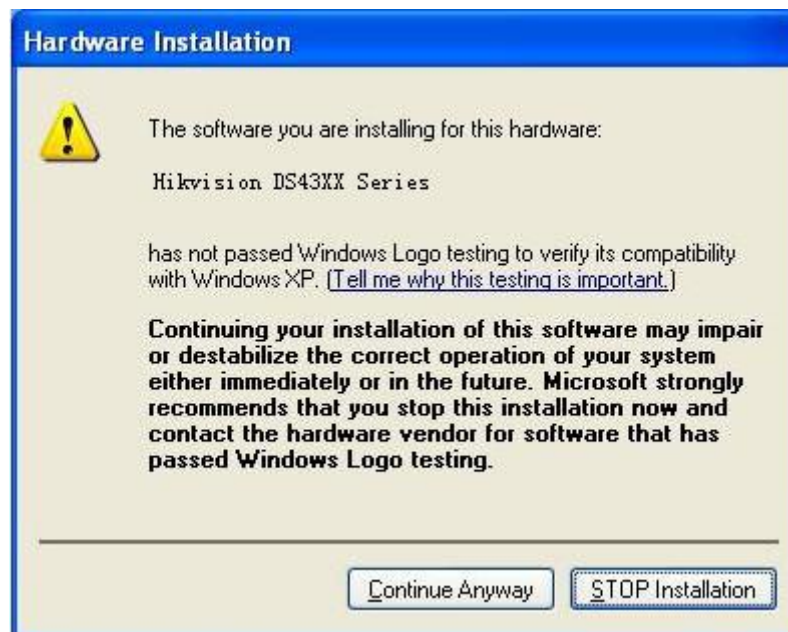 Hardware Installation
The software you are installing for this hardware:
Hikvision DS43XX Series
has not passed Windows Logo testing to verify its compatibility
with Windows XP. (Tell me why this testing is important.)
Continuing your installation of this software may impair
or destabilize the correct operation of your system
either immediately or in the future. Microsoft strongly
recommends that you stop this installation now and
contact the hardware vendor for software that has
passed Windows Logo testing.
Continue Anyway
STOP Installation